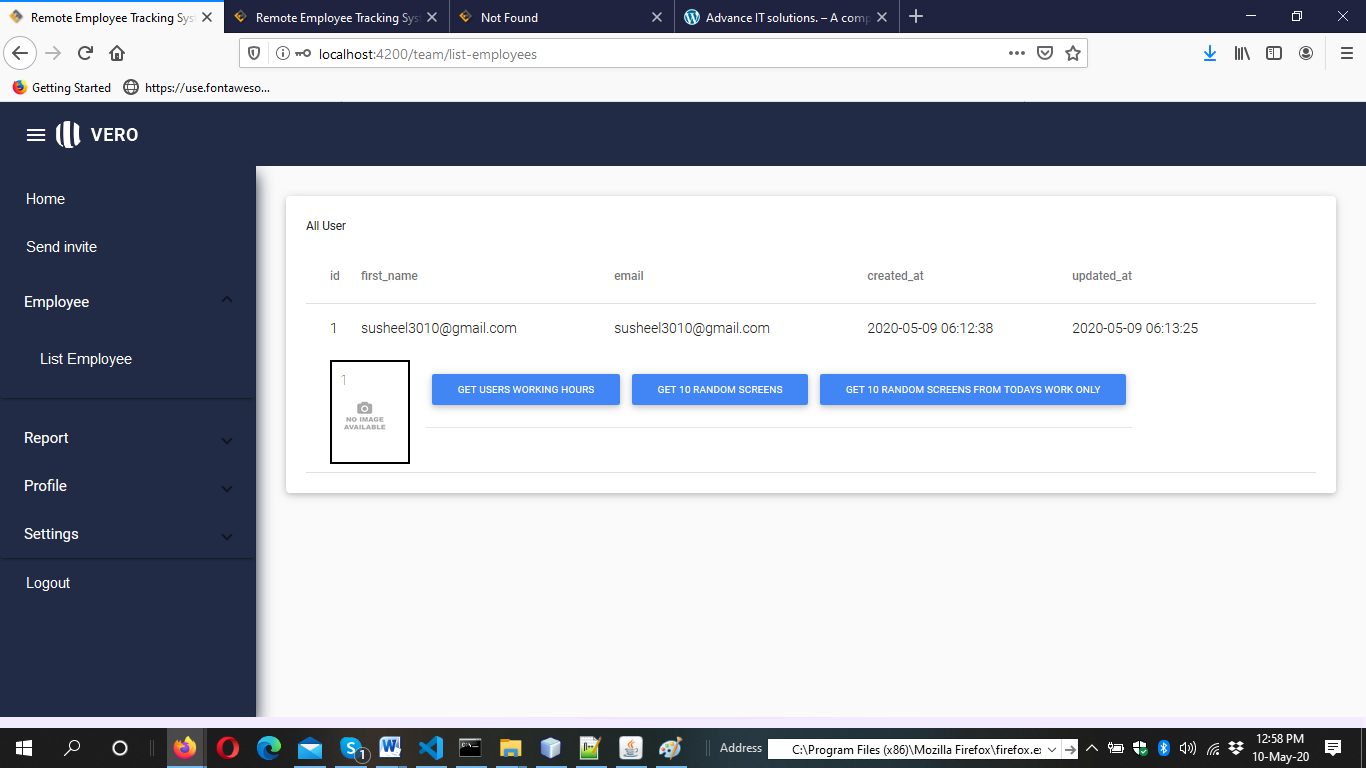 Remote Employee Tracking Sys
Remote Employee Tracking Sys
Not Found
Advance IT solutions. – A comp
localhost:4200/team/list-employees
Getting Started
https://use.fontaweso...
VERO
Home
Send invite
Employee
List Employee
Report
Profile
Settings
Logout
All User
id first_name email created_at updated_at
1 susheel3010@gmail.com susheel3010@gmail.com 2020-05-09 06:12:38 2020-05-09 06:13:25
1
NO IMAGE
AVAILABLE
GET USERS WORKING HOURS GET 10 RANDOM SCREENS GET 10 RANDOM SCREENS FROM TODAYS WORK ONLY
1
Address C:\Program Files (x86)\Mozilla Firefox\firefox.ex
12:58 PM
10-May-20